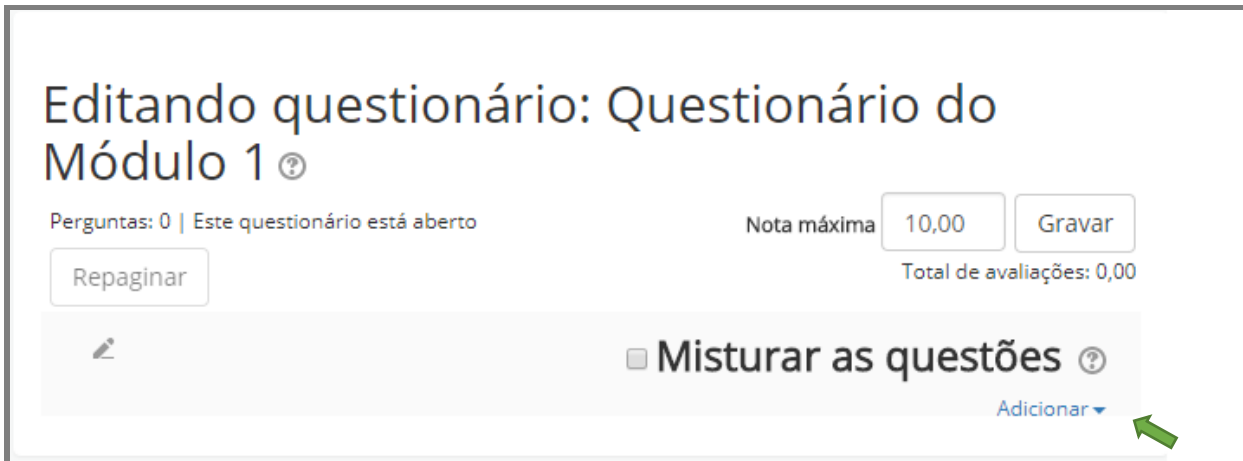 Editando questionário: Questionário do
Módulo 1
Perguntas: 0 | Este questionário está aberto
Nota máxima 10,00 Gravar
Repaginar
Total de avaliações: 0,00
Misturar as questões
Adicionar